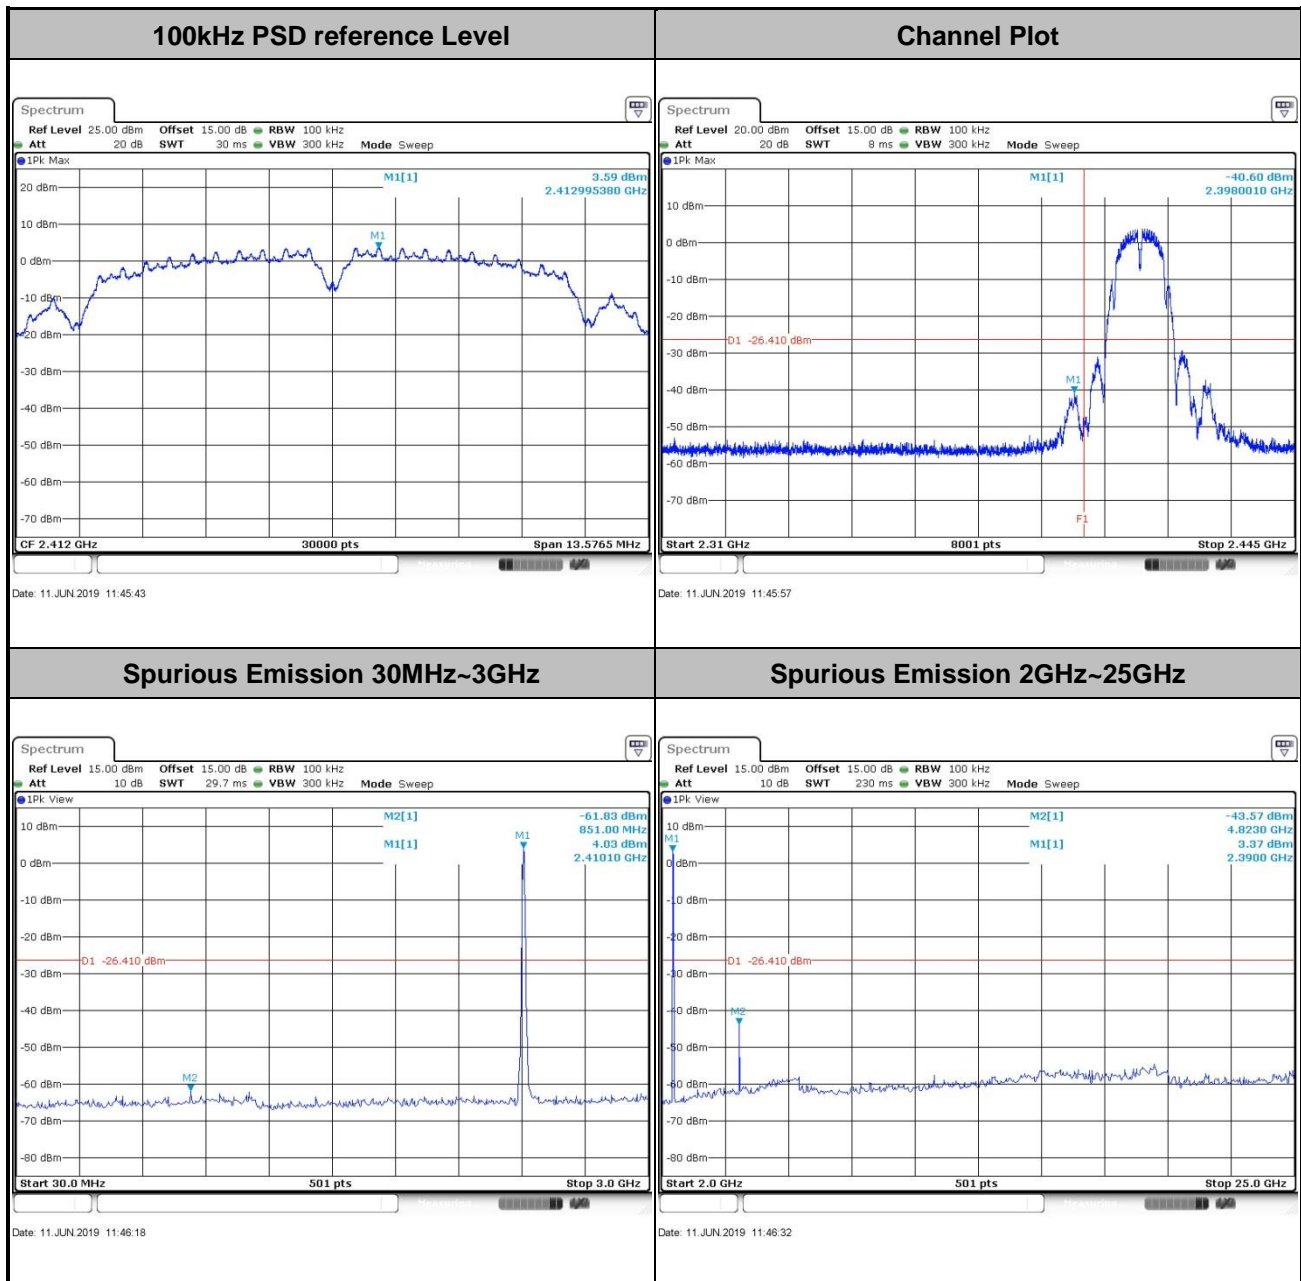 100kHz PSD reference Level
Spectrum
Ref Level 25.00 dBm Offset 15.00 dB RBW 100 kHz
Att 20 dB SWT 30 ms VBW 300 kHz Mode Sweep
1Pk Max
M1[1] 3.59 dBm
2.412995380 GHz
20 dBm
10 dBm
M1
0 dBm
-10 dBm
-20 dBm
-30 dBm
-40 dBm
-50 dBm
-60 dBm
-70 dBm
CF 2.412 GHz 30000 pts Span 13.5765 MHz
Date: 11.JUN.2019 11:45:43
Channel Plot
Spectrum
Ref Level 20.00 dBm Offset 15.00 dB RBW 100 kHz
Att 20 dB SWT 8 ms VBW 300 kHz Mode Sweep
1Pk Max
M1[1] -40.60 dBm
2.3980010 GHz
10 dBm
0 dBm
-10 dBm
-20 dBm
D1 -26.410 dBm
-30 dBm
M1
-40 dBm
-50 dBm
-60 dBm
-70 dBm
F1
Start 2.31 GHz 8001 pts Stop 2.445 GHz
Date: 11.JUN.2019 11:45:57
Spurious Emission 30MHz~3GHz
Spectrum
Ref Level 15.00 dBm Offset 15.00 dB RBW 100 kHz
Att 10 dB SWT 29.7 ms VBW 300 kHz Mode Sweep
1Pk View
M2[1] -61.83 dBm
851.00 MHz
M1[1] 4.03 dBm
2.41010 GHz
10 dBm
M1
0 dBm
-10 dBm
-20 dBm
D1 -26.410 dBm
-30 dBm
-40 dBm
-50 dBm
-60 dBm
M2
-70 dBm
-80 dBm
Start 30.0 MHz 501 pts Stop 3.0 GHz
Date: 11.JUN.2019 11:46:18
Spurious Emission 2GHz~25GHz
Spectrum
Ref Level 15.00 dBm Offset 15.00 dB RBW 100 kHz
Att 10 dB SWT 230 ms VBW 300 kHz Mode Sweep
1Pk View
M2[1] -43.57 dBm
4.8230 GHz
M1[1] 3.37 dBm
2.3900 GHz
10 dBm
M1
0 dBm
-10 dBm
-20 dBm
D1 -26.410 dBm
-30 dBm
-40 dBm
M2
-50 dBm
-60 dBm
-70 dBm
-80 dBm
Start 2.0 GHz 501 pts Stop 25.0 GHz
Date: 11.JUN.2019 11:46:32